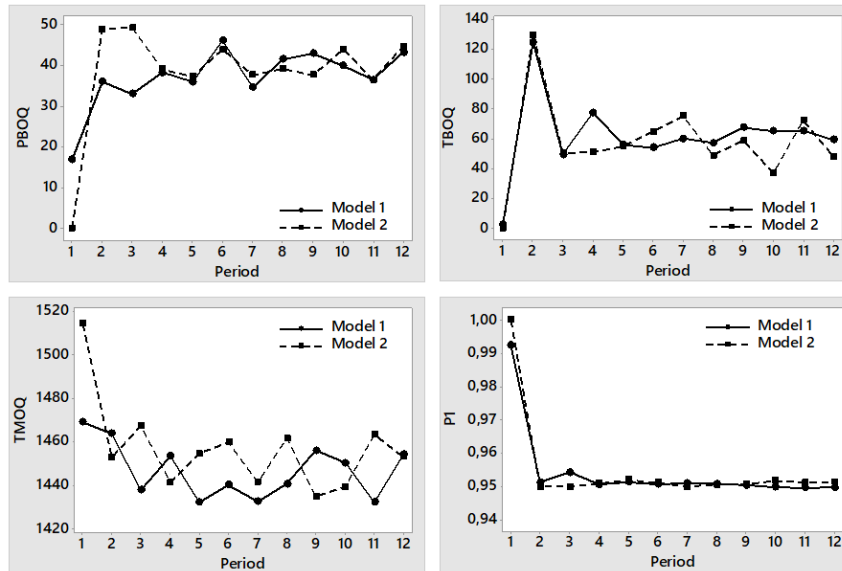 50
40
30
20
10
0
PBOQ
1 2 3 4 5 6 7 8 9 10 11 12
Period
Model 1
Model 2
140
120
100
80
60
40
20
0
TBOQ
1 2 3 4 5 6 7 8 9 10 11 12
Period
Model 1
Model 2
1520
1500
1480
1460
1440
1420
TMOQ
1 2 3 4 5 6 7 8 9 10 11 12
Period
Model 1
Model 2
1,00
0,99
0,98
0,97
0,96
0,95
0,94
P1
1 2 3 4 5 6 7 8 9 10 11 12
Period
Model 1
Model 2